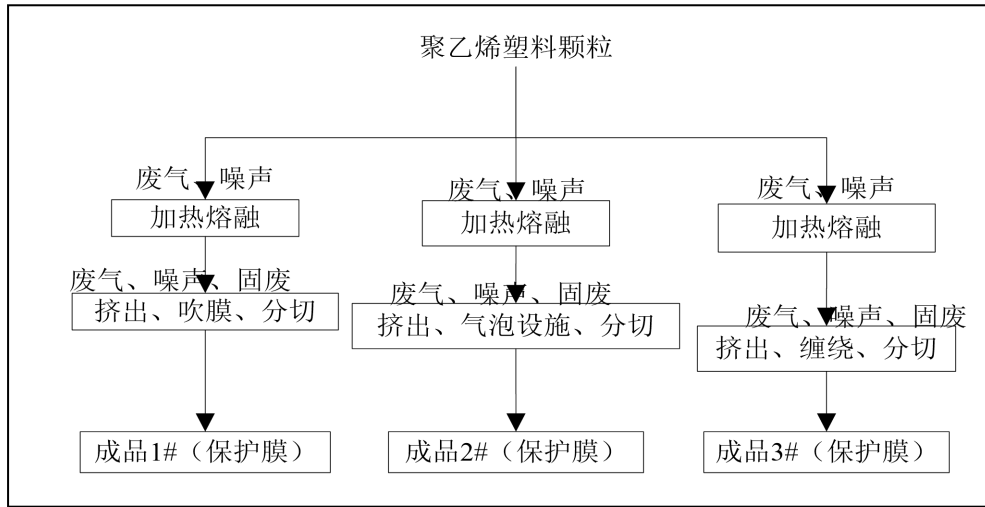 聚乙烯塑料颗粒
废气、噪声
加热熔融
废气、噪声、固废
挤出、吹膜、分切
成品1#（保护膜）
废气、噪声
加热熔融
废气、噪声、固废
挤出、气泡设施、分切
成品2#（保护膜）
废气、噪声
加热熔融
废气、噪声、固废
挤出、缠绕、分切
成品3#（保护膜）